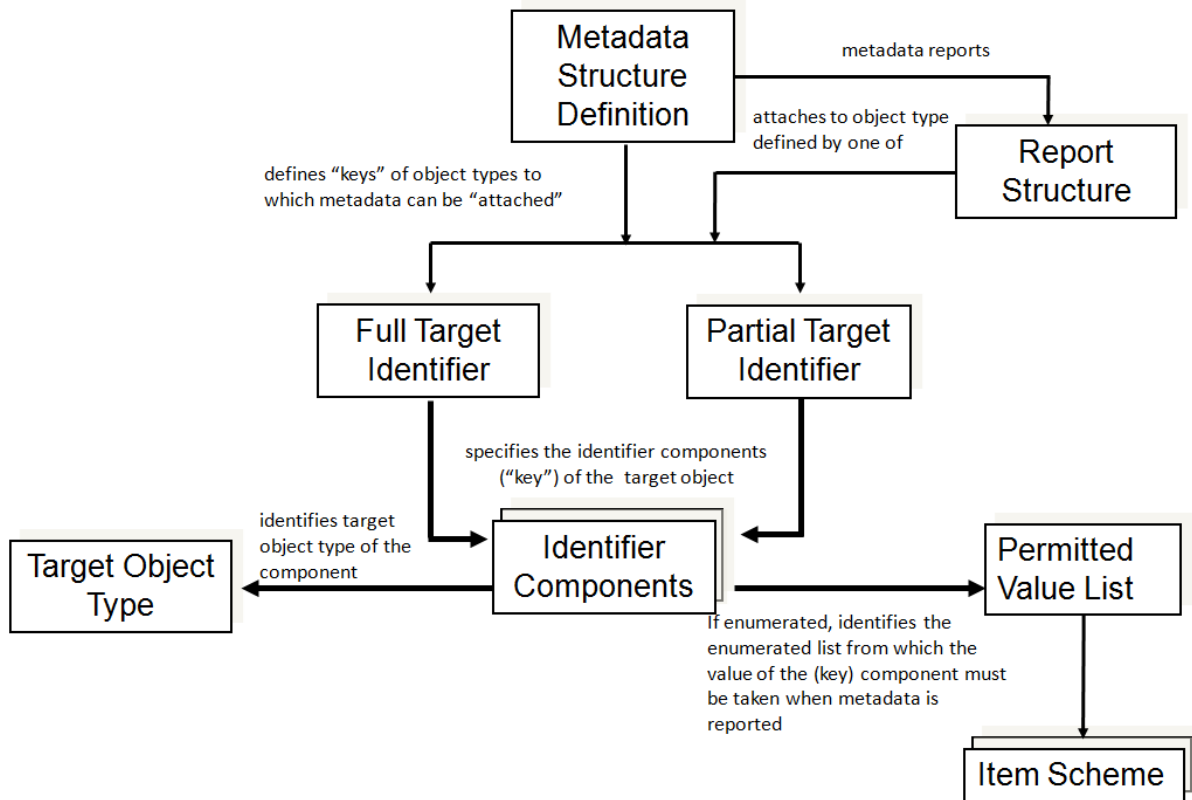 Metadata
Structure
Definition
metadata reports
attaches to object type
defined by one of
Report
Structure
defines “keys” of object types to
which metadata can be “attached”
Full Target
Identifier
Partial Target
Identifier
specifies the identifier components
(“key”) of the target object
identifies target
object type of the
component
Target Object
Type
Identifier
Components
Permitted
Value List
If enumerated, identifies the
enumerated list from which the
value of the (key) component must
be taken when metadata is
reported
Item Scheme